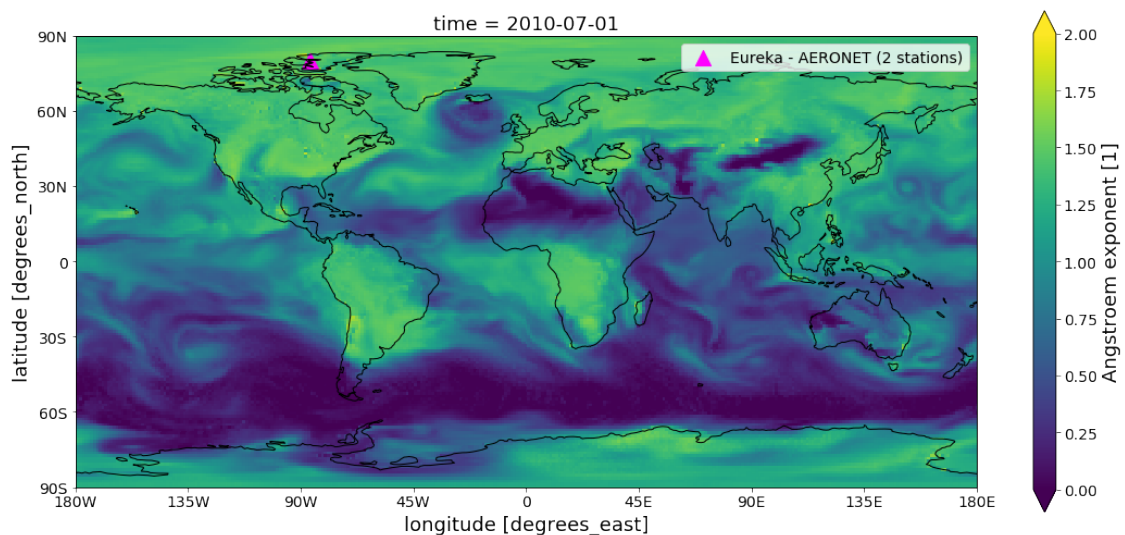 time = 2010-07-01
Eureka - AERONET (2 stations)
90N
60N
30N
0
30S
60S
90S
latitude [degrees_north]
180W
135W
90W
45W
0
45E
90E
135E
180E
longitude [degrees_east]
2.00
1.75
1.50
1.25
1.00
0.75
0.50
0.25
0.00
Angstroem exponent [1]